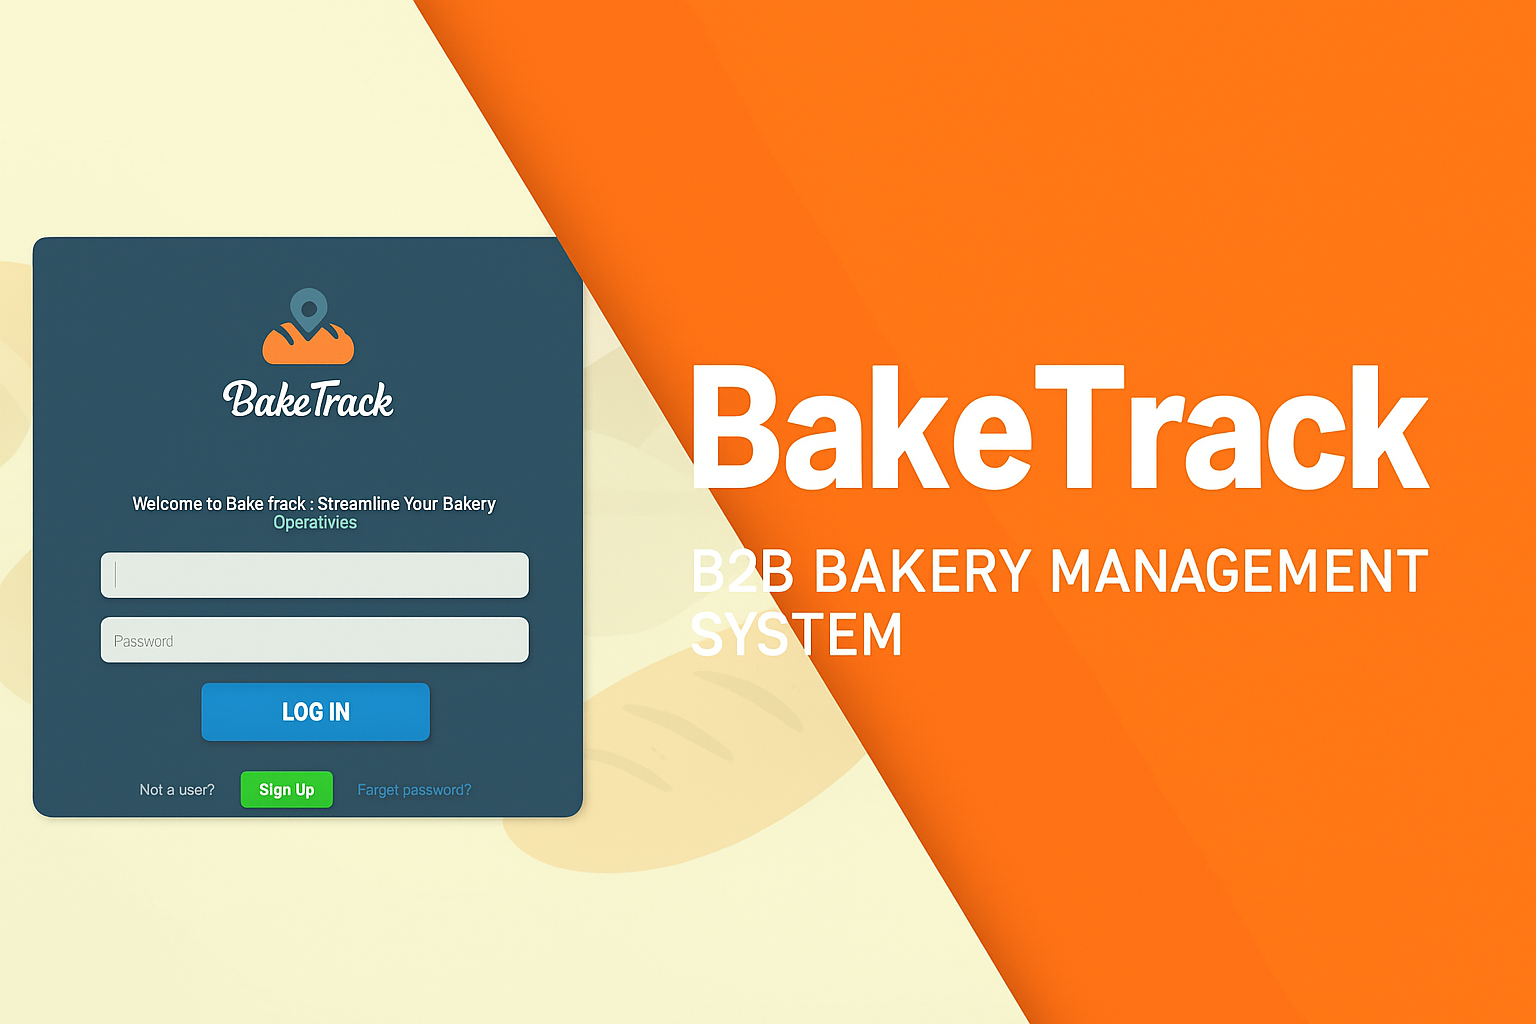 BakeTrack
Welcome to Bake frack : Streamline Your Bakery
Operativies
Password
LOG IN
Not a user?
Sign Up
Farget password?
BakeTrack
B2B BAKERY MANAGEMENT
SYSTEM